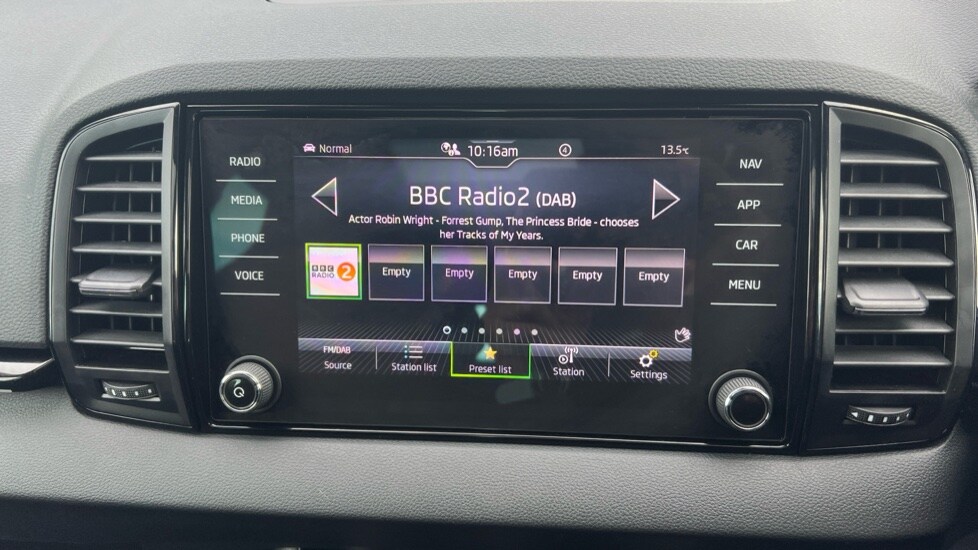 Normal
10:16am
4
13.5°C
RADIO
MEDIA
PHONE
VOICE
NAV
APP
CAR
MENU
BBC Radio2 (DAB)
Actor Robin Wright - Forrest Gump, The Princess Bride - chooses
her Tracks of My Years.
BBC
RADIO 2
Empty
Empty
Empty
Empty
Empty
FM/DAB
Source
Station list
Preset list
Station
Settings